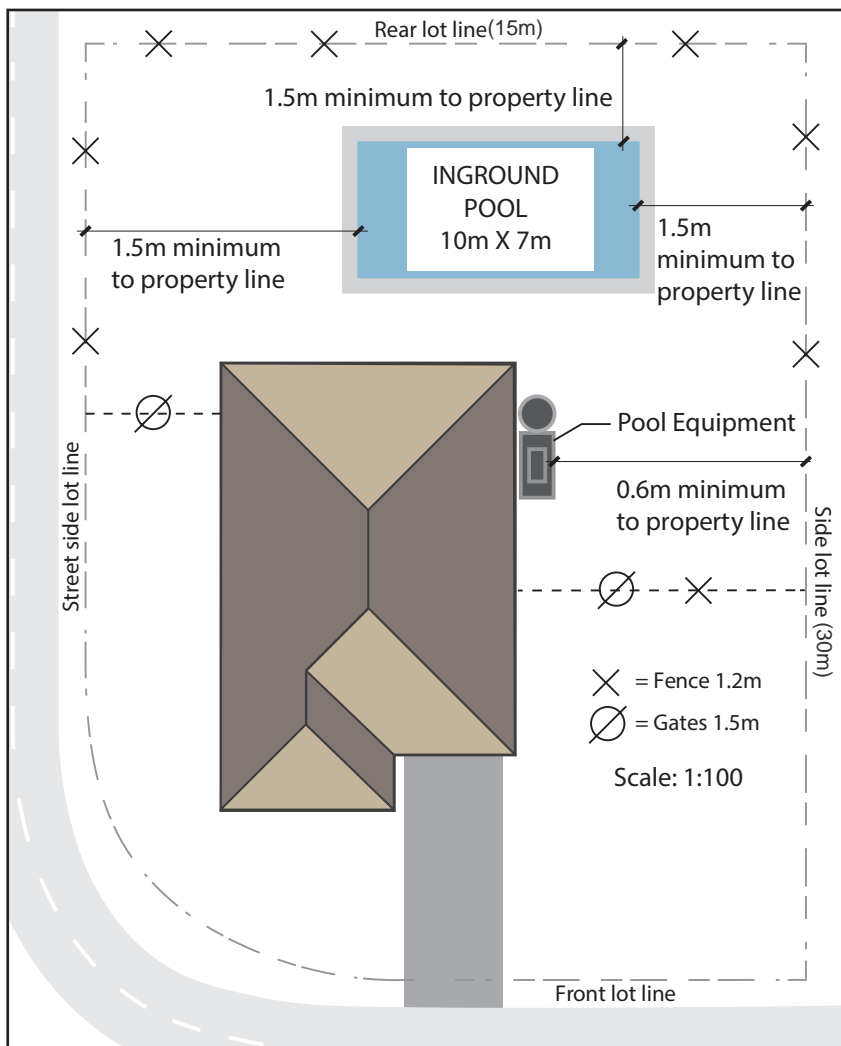 Rear lot line(15m)
1.5m minimum to property line
INGROUND
POOL
10m X 7m
1.5m minimum
to property line
1.5m
minimum to
property line
Pool Equipment
0.6m minimum
to property line
Street side lot line
Side lot line (30m)
= Fence 1.2m
= Gates 1.5m
Scale: 1:100
Front lot line